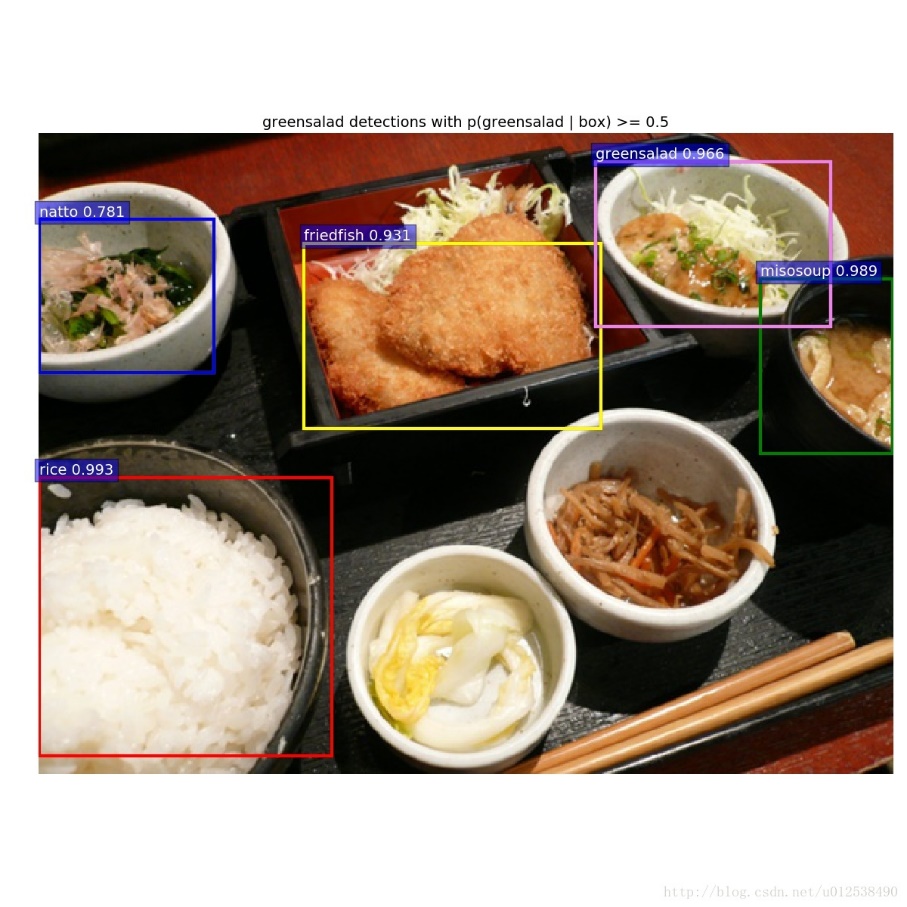 greensalad detections with p(greensalad | box) >= 0.5
greensalad 0.966
natto 0.781
friedfish 0.931
misosoup 0.989
rice 0.993
http://blog.csdn.net/u012538490